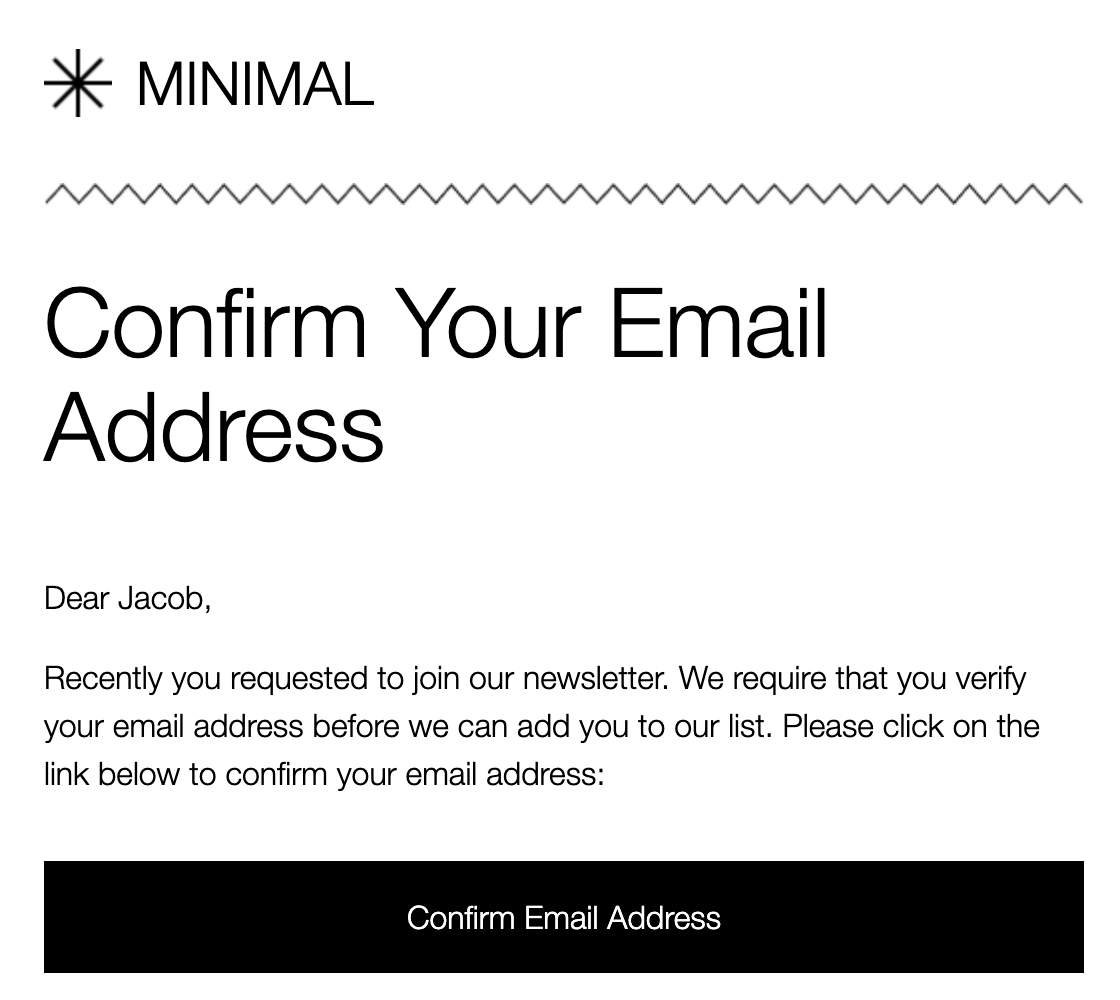 MINIMAL
Confirm Your Email
Address
Dear Jacob,
Recently you requested to join our newsletter. We require that you verify
your email address before we can add you to our list. Please click on the
link below to confirm your email address:
Confirm Email Address